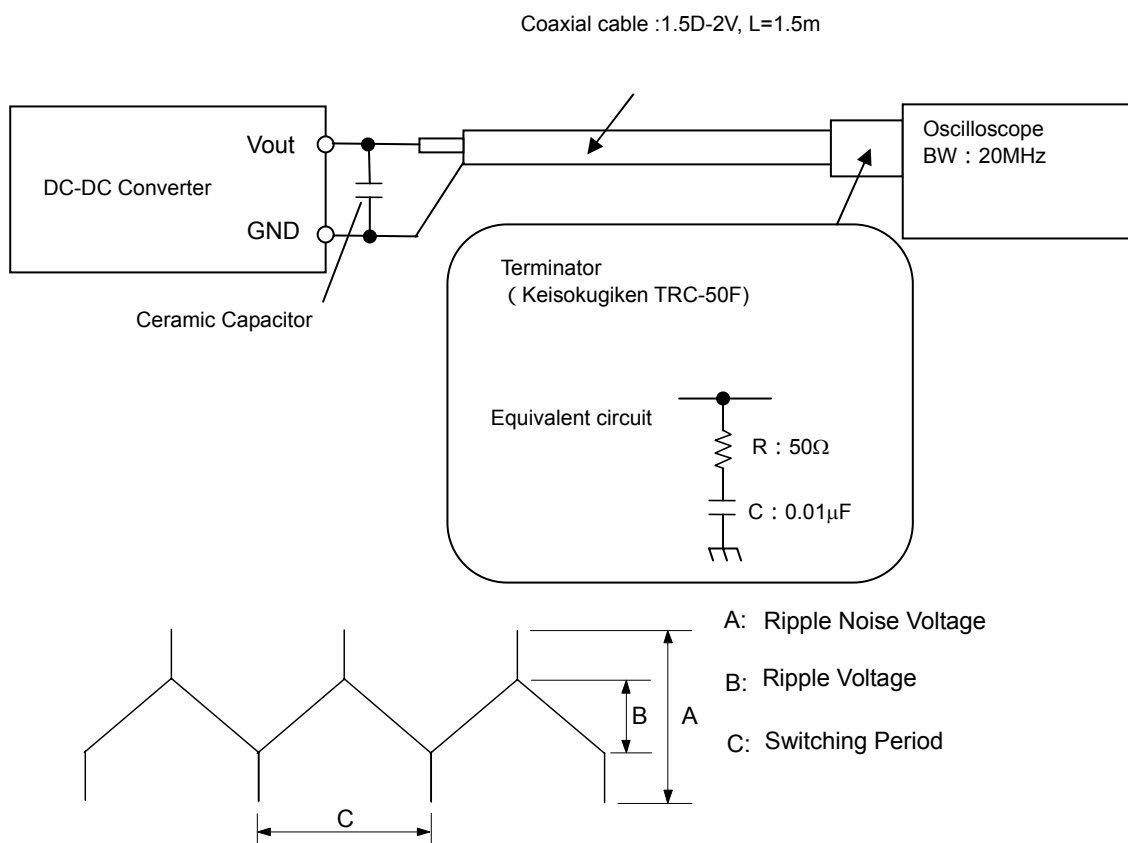 Coaxial cable :1.5D-2V, L=1.5m
Vout
DC-DC Converter
GND
Ceramic Capacitor
Oscilloscope
BW：20MHz
Terminator
（ Keisokugiken TRC-50F)
Equivalent circuit
R：50Ω
C：0.01μF
A: Ripple Noise Voltage
B: Ripple Voltage
C: Switching Period
B
A
C